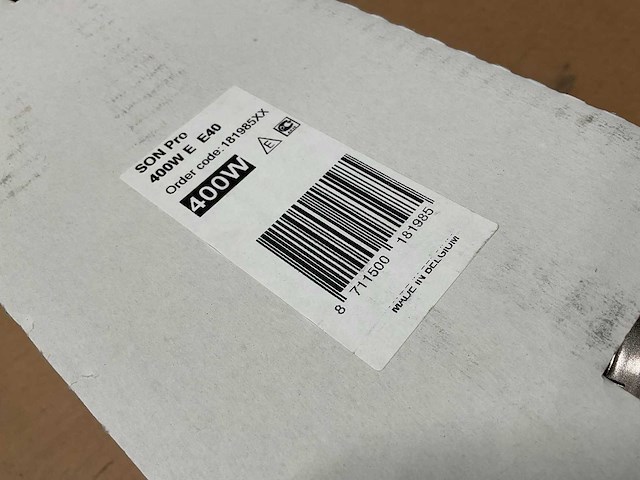 SON Pro
400W E E40
Order code:181985XX
400W
E
8 711500 181985
MADE IN BELGIUM